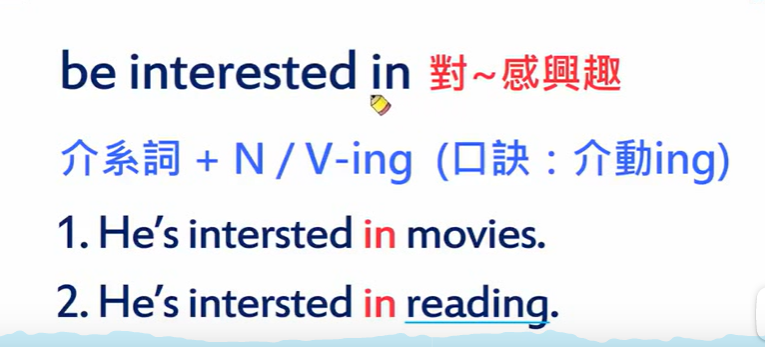 be interested in 對~感興趣
介系詞 + N / V-ing (口訣：介動ing)
1. He's intersted in movies.
2. He's intersted in reading.